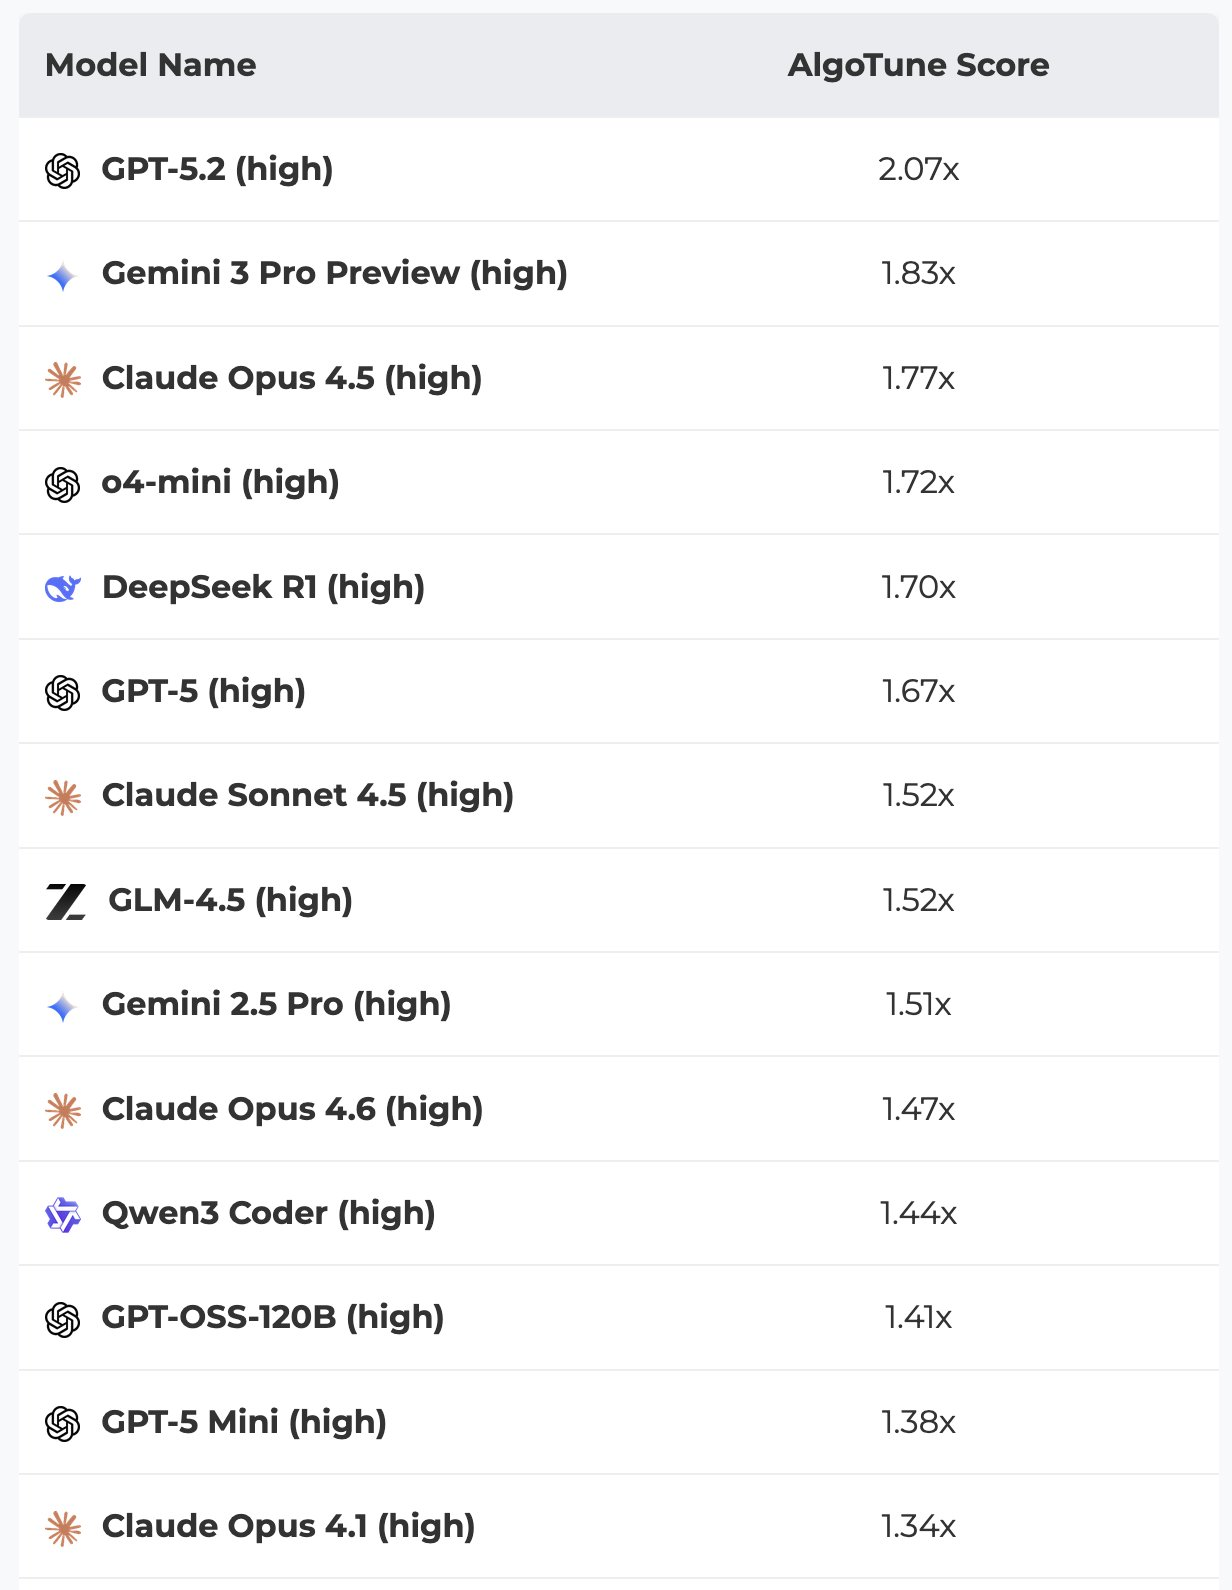 Model Name AlgoTune Score
GPT-5.2 (high) 2.07x
Gemini 3 Pro Preview (high) 1.83x
Claude Opus 4.5 (high) 1.77x
o4-mini (high) 1.72x
DeepSeek R1 (high) 1.70x
GPT-5 (high) 1.67x
Claude Sonnet 4.5 (high) 1.52x
GLM-4.5 (high) 1.52x
Gemini 2.5 Pro (high) 1.51x
Claude Opus 4.6 (high) 1.47x
Qwen3 Coder (high) 1.44x
GPT-OSS-120B (high) 1.41x
GPT-5 Mini (high) 1.38x
Claude Opus 4.1 (high) 1.34x